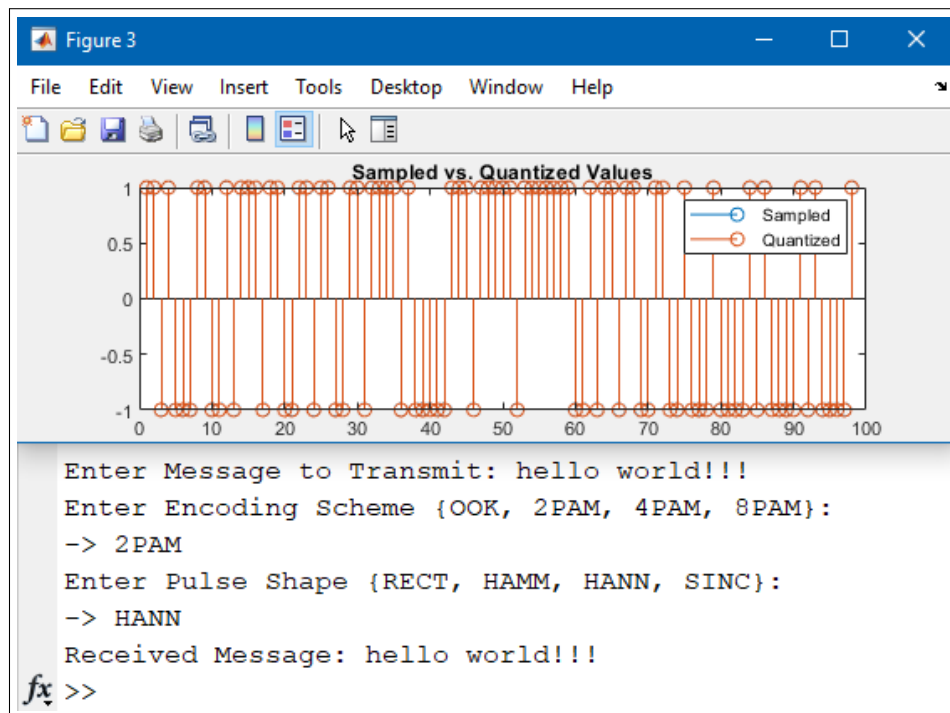 Figure 3
File Edit View Insert Tools Desktop Window Help
Sampled vs. Quantized Values
1
0.5
0
-0.5
-1
0 10 20 30 40 50 60 70 80 90 100
Sampled
Quantized
Enter Message to Transmit: hello world!!!
Enter Encoding Scheme {OOK, 2PAM, 4PAM, 8PAM}:
-> 2PAM
Enter Pulse Shape {RECT, HAMM, HANN, SINC}:
-> HANN
Received Message: hello world!!!
fx >>